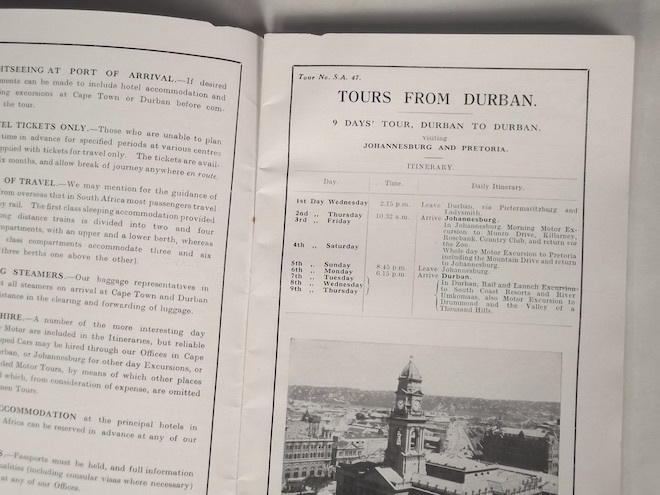 HTSEEING AT PORT OF ARRIVAL.—If desired
ments can be made to include hotel accommodation and
ing excursions at Cape Town or Durban before com-
the tour.
EL TICKETS ONLY.—Those who are unable to plan
time in advance for specified periods at various centres
pplied with tickets for travel only. The tickets are avail-
ix months, and allow break of journey anywhere en route.
OF TRAVEL.—We may mention for the guidance of
from overseas that in South Africa most passengers travel
by rail. The first class sleeping accommodation provided
ong distance trains is divided into two and four
mpartments, with an upper and a lower berth, whereas
class compartments accommodate three and six
(three berths one above the other).
G STEAMERS.—Our baggage representatives in
t all steamers on arrival at Cape Town and Durban
istance in the clearing and forwarding of luggage.
HIRE.—A number of the more interesting day
Motor are included in the Itineraries, but reliable
pped Cars may be hired through our Offices in Cape
rban, or Johannesburg for other day Excursions, or
ded Motor Tours, by means of which other places
d which, from consideration of expense, are omitted
men Tours.
ACCOMMODATION at the principal hotels in
Africa can be reserved in advance at any of our
S.—Passports must be held, and full information
alities (including consular visas where necessary)
at any of our Offices.
Tour No. S.A. 47.
TOURS FROM DURBAN.
9 DAYS' TOUR, DURBAN TO DURBAN.
visiting
JOHANNESBURG AND PRETORIA.
ITINERARY.
Day. Time. Daily Itinerary.
1st Day Wednesday 2.15 p.m. Leave Durban, via Pietermaritzburg and
Ladysmith.
2nd ,, Thursday 10.32 a.m. Arrive Johannesburg.
3rd ,, Friday In Johannesburg. Morning Motor Ex-
cursion to Munro Drive, Killarney,
Rosebank, Country Club, and return via
the Zoo.
4th ,, Saturday Whole day Motor Excursion to Pretoria
including the Mountain Drive and return
to Johannesburg.
5th ,, Sunday 8.45 p.m. Leave Johannesburg.
6th ,, Monday 6.15 p.m. Arrive Durban.
7th ,, Tuesday In Durban, Rail and Launch Excursion
8th ,, Wednesday to South Coast Resorts and River
9th ,, Thursday Umkomaas, also Motor Excursion to
Drummond and the Valley of a
Thousand Hills.